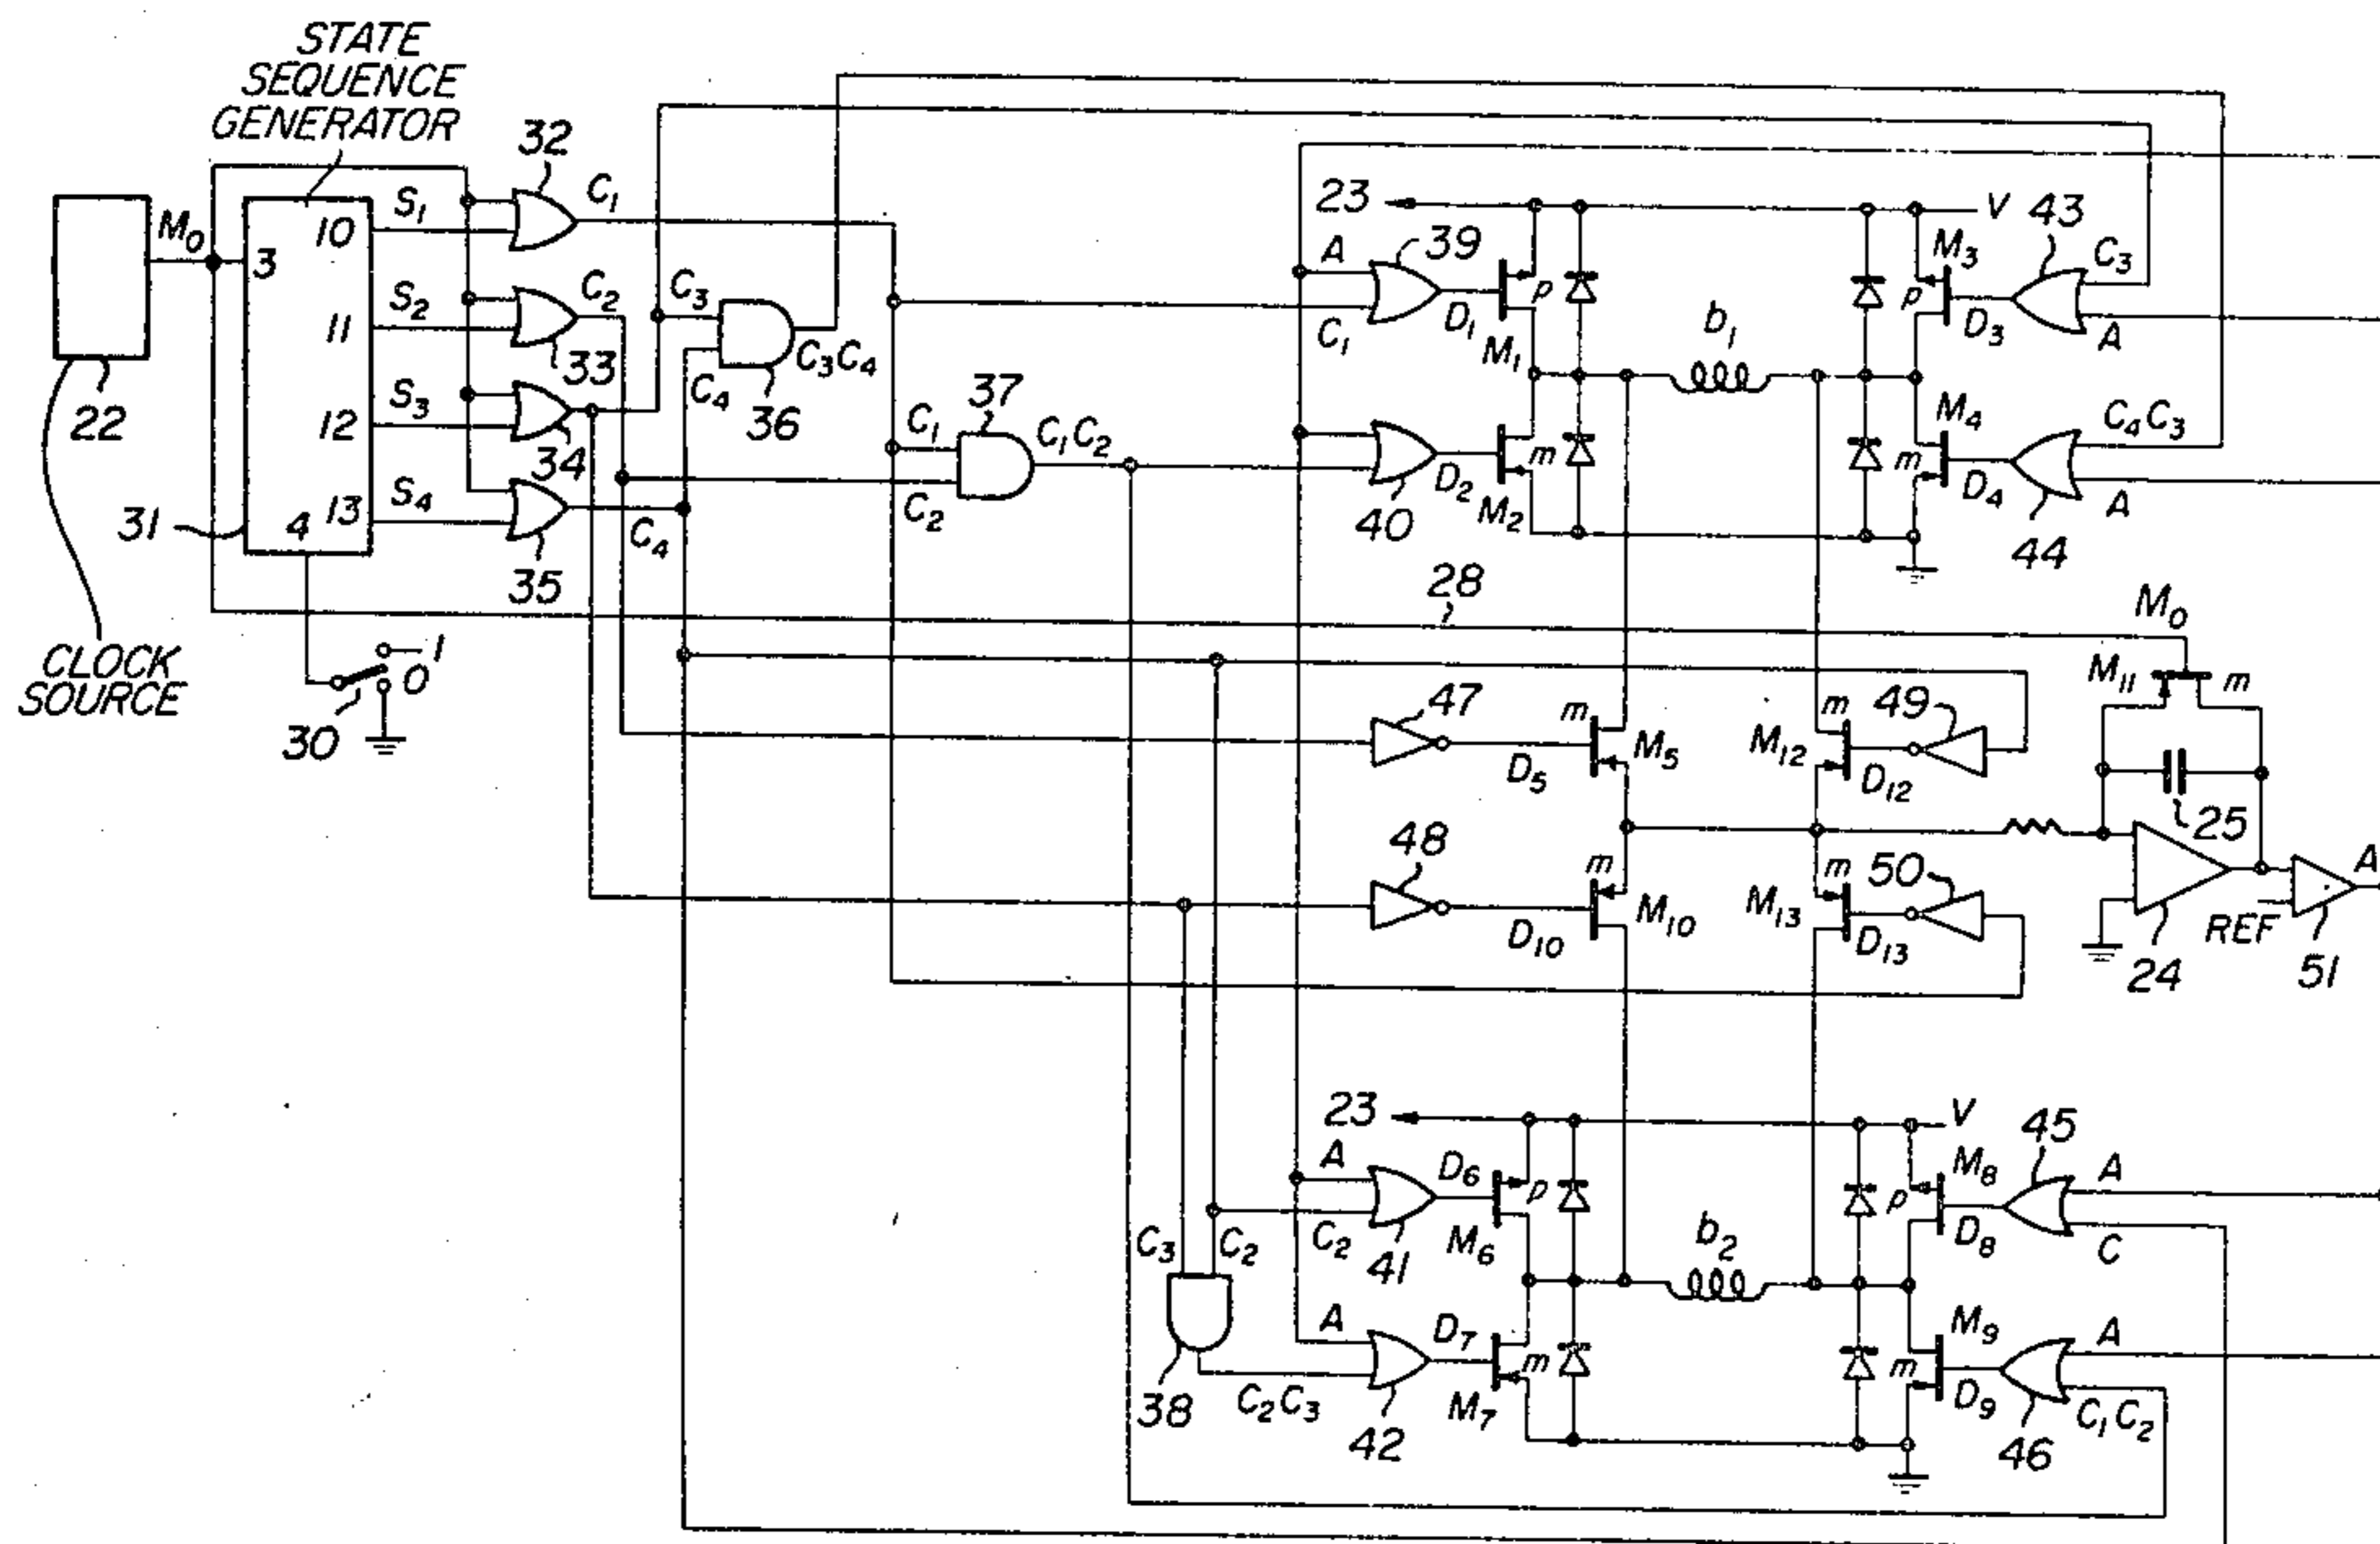 STATE
SEQUENCE
GENERATOR
32
C1
S1
10
M0
3
23
V
43
A
39
M3
C3
p
D1
p
D3
C1
M1
b1
A
S2
C2
11
33
C3
C3C4
C4
36
22
S3
12
34
37
C1
C1C2
M4
C4C3
m
m
D2
D4
C2
M2
40
A
44
S4
31
4
13
C4
35
28
M0
CLOCK
SOURCE
1
0
30
M11
m
47
m
m
49
D5
M5
M12
D12
25
48
m
m
50
A
D10
M10
M13
D13
REF
24
51
23
V
45
A
D6
M8
A
p
p
C3
C2
C2
M6
b2
D8
C
41
A
D7
M9
A
m
m
38
C2C3
M7
D9
C1C2
42
46